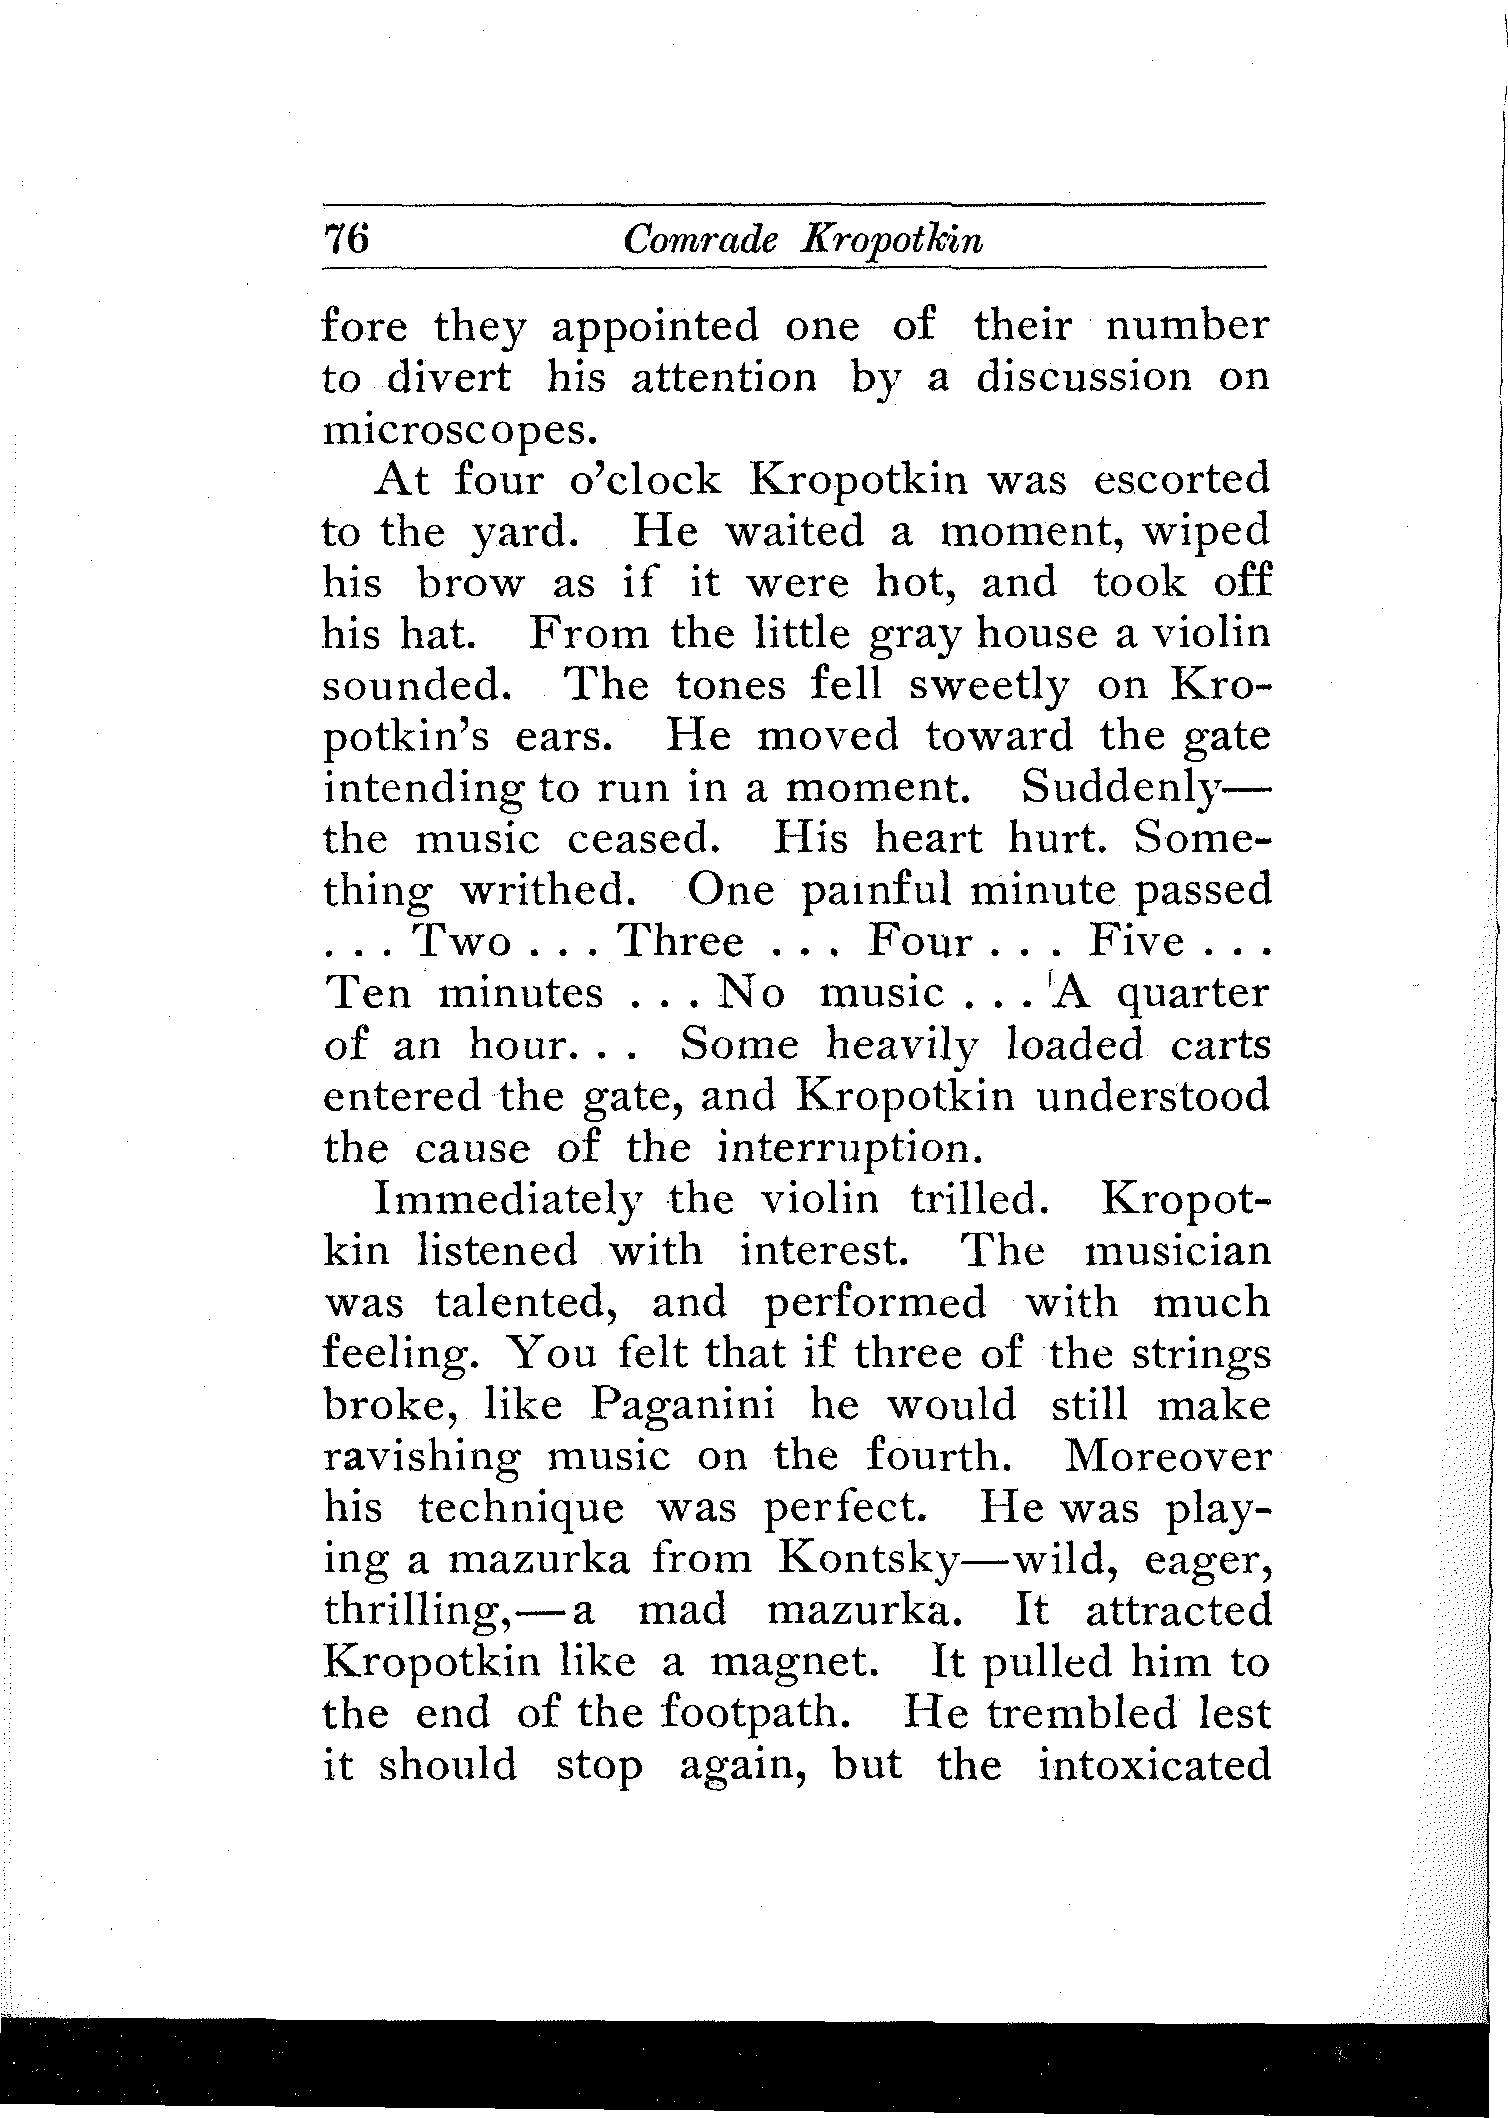 76 Comrade Kropotkin
fore they appointed one of their number
to divert his attention by a discussion on
microscopes.
At four o'clock Kropotkin was escorted
to the yard. He waited a moment, wiped
his brow as if it were hot, and took off
his hat. From the little gray house a violin
sounded. The tones fell sweetly on Kro-
potkin's ears. He moved toward the gate
intending to run in a moment. Suddenly—
the music ceased. His heart hurt. Some-
thing writhed. One painful minute passed
. . . Two . . . Three . . . Four . . . Five . . .
Ten minutes . . . No music . . . A quarter
of an hour. . . Some heavily loaded carts
entered the gate, and Kropotkin understood
the cause of the interruption.
Immediately the violin trilled. Kropot-
kin listened with interest. The musician
was talented, and performed with much
feeling. You felt that if three of the strings
broke, like Paganini he would still make
ravishing music on the fourth. Moreover
his technique was perfect. He was play-
ing a mazurka from Kontsky—wild, eager,
thrilling,—a mad mazurka. It attracted
Kropotkin like a magnet. It pulled him to
the end of the footpath. He trembled lest
it should stop again, but the intoxicated